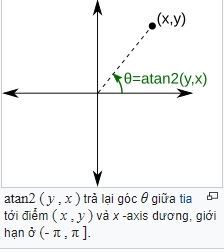 (x,y)
θ=atan2(y,x)
atan2 ( y , x ) trả lại góc θ giữa tia
tới điểm ( x , y ) và x -axis dương, giới
hạn ở (- π , π ].